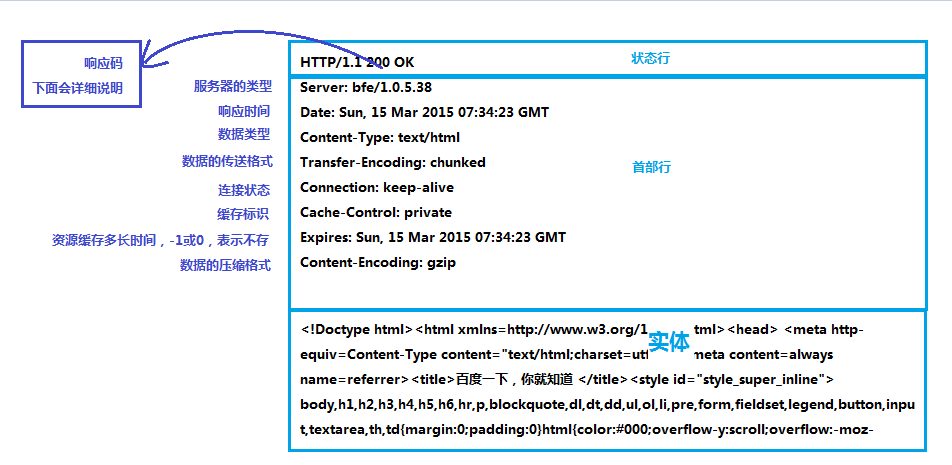 响应码
下面会详细说明
HTTP/1.1 200 OK
状态行
服务器的类型
Server: bfe/1.0.5.38
响应时间
Date: Sun, 15 Mar 2015 07:34:23 GMT
数据类型
Content-Type: text/html
数据的传送格式
Transfer-Encoding: chunked
首部行
连接状态
Connection: keep-alive
缓存标识
Cache-Control: private
资源缓存多长时间，-1或0，表示不存
Expires: Sun, 15 Mar 2015 07:34:23 GMT
数据的压缩格式
Content-Encoding: gzip
<!Doctype html><html xmlns=http://www.w3.org/1 tml><head> <meta http-
实体
equiv=Content-Type content="text/html;charset=utf meta content=always
name=referrer><title>百度一下，你就知道 </title><style id="style_super_inline">
body,h1,h2,h3,h4,h5,h6,hr,p,blockquote,dl,dt,dd,ul,ol,li,pre,form,fieldset,legend,button,inpu
t,textarea,th,td{margin:0;padding:0}html{color:#000;overflow-y:scroll;overflow:-moz-